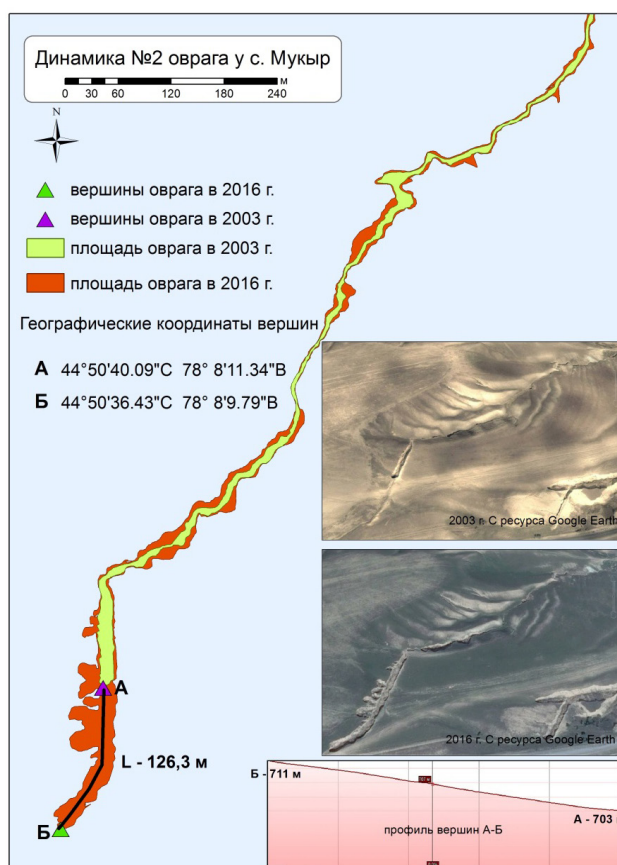 Динамика №2 оврага у с. Мукыр
м
0 30 60 120 180 240
N
вершины оврага в 2016 г.
вершины оврага в 2003 г.
площадь оврага в 2003 г.
площадь оврага в 2016 г.
Географические координаты вершин
А 44°50'40.09"С 78° 8'11.34"В
Б 44°50'36.43"С 78° 8'9.79"В
2003 г. С ресурса Google Earth
А
L - 126,3 м
Б
2016 г. С ресурса Google Earth
Б - 711 м
А - 703
профиль вершин А-Б